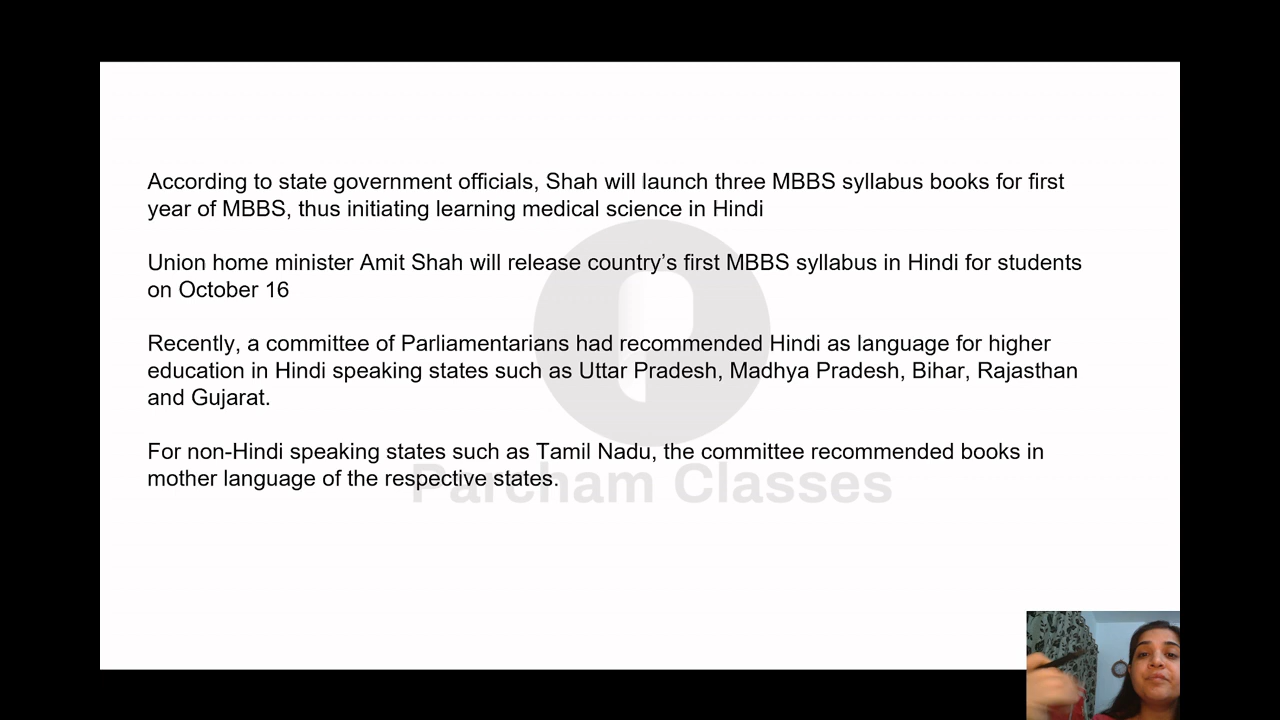 According to state government officials, Shah will launch three MBBS syllabus books for first
year of MBBS, thus initiating learning medical science in Hindi
Union home minister Amit Shah will release country’s first MBBS syllabus in Hindi for students
on October 16
Recently, a committee of Parliamentarians had recommended Hindi as language for higher
education in Hindi speaking states such as Uttar Pradesh, Madhya Pradesh, Bihar, Rajasthan
and Gujarat.
For non-Hindi speaking states such as Tamil Nadu, the committee recommended books in
mother language of the respective states.
Parcham Classes